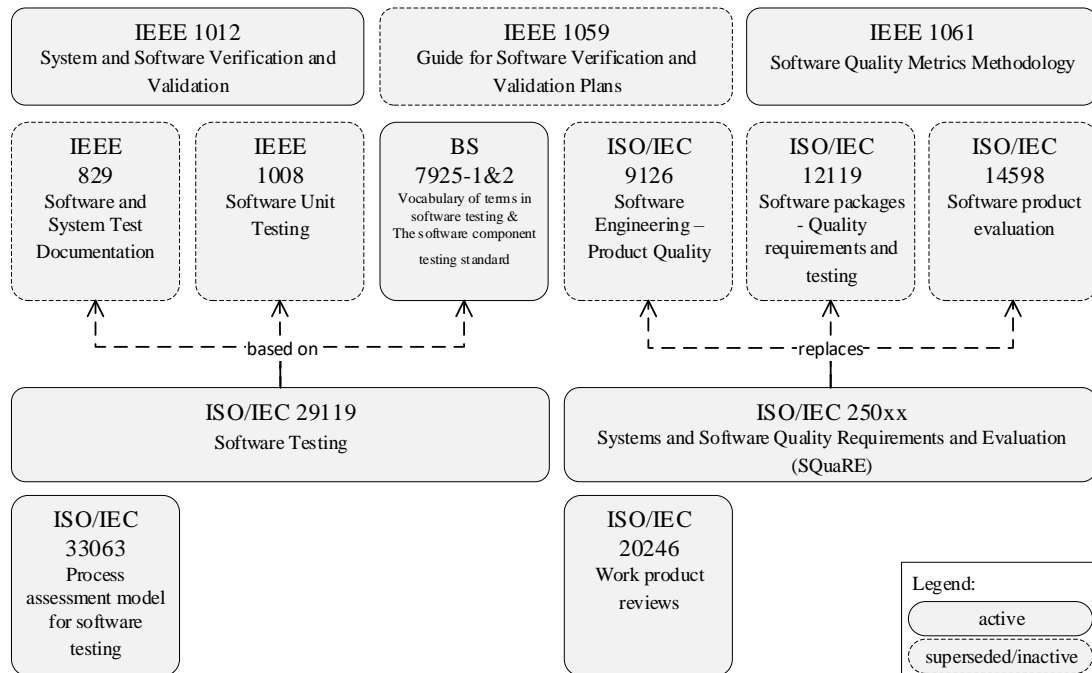 IEEE 1012
System and Software Verification and
Validation
IEEE 1059
Guide for Software Verification and
Validation Plans
IEEE 1061
Software Quality Metrics Methodology
IEEE
829
Software and
System Test
Documentation
IEEE
1008
Software Unit
Testing
BS
7925-1&2
Vocabulary of terms in
software testing &
The software component
testing standard
ISO/IEC
9126
Software
Engineering –
Product Quality
ISO/IEC
12119
Software packages
- Quality
requirements and
testing
ISO/IEC
14598
Software product
evaluation
based on
replaces
ISO/IEC 29119
Software Testing
ISO/IEC 250xx
Systems and Software Quality Requirements and Evaluation
(SQuaRE)
ISO/IEC
33063
Process
assessment model
for software
testing
ISO/IEC
20246
Work product
reviews
Legend:
active
superseded/inactive